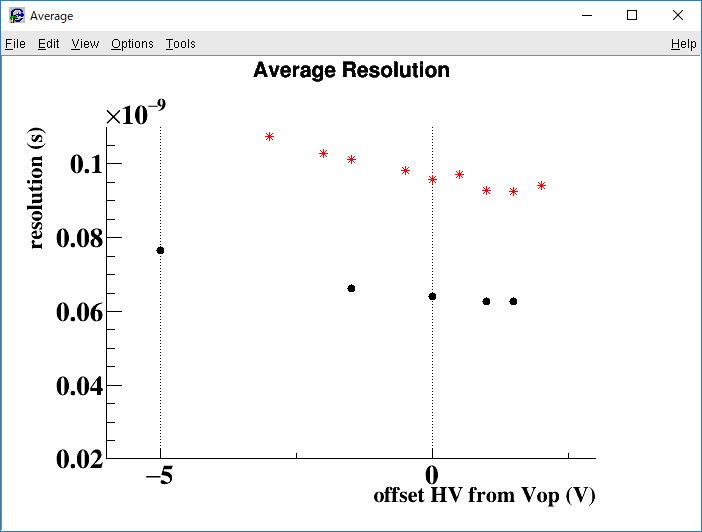 Average
File Edit View Options Tools Help
Average Resolution
×10⁻⁹
resolution (s)
0.1
0.08
0.06
0.04
0.02
−5 0
offset HV from Vop (V)